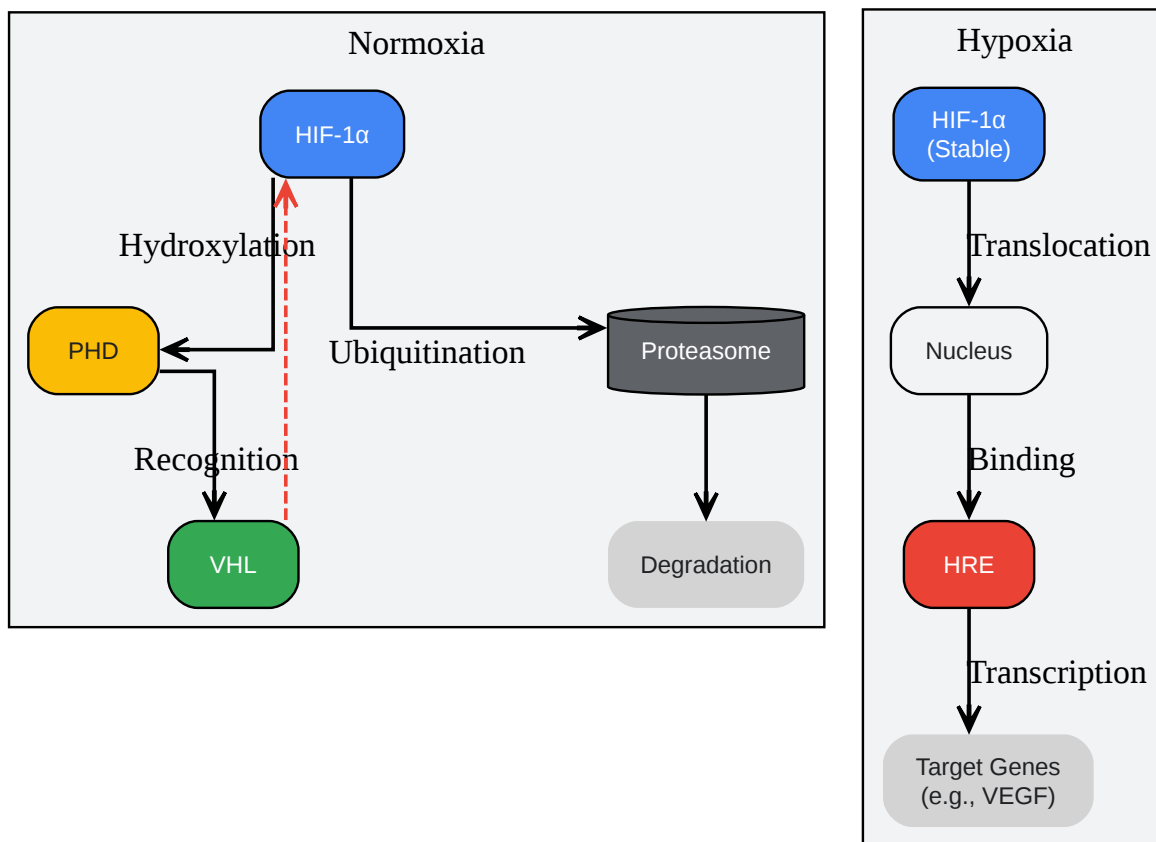 Normoxia
HIF-1α
Hydroxylation
PHD
Ubiquitination
Proteasome
Recognition
VHL
Degradation
Hypoxia
HIF-1α
(Stable)
Translocation
Nucleus
Binding
HRE
Transcription
Target Genes
(e.g., VEGF)